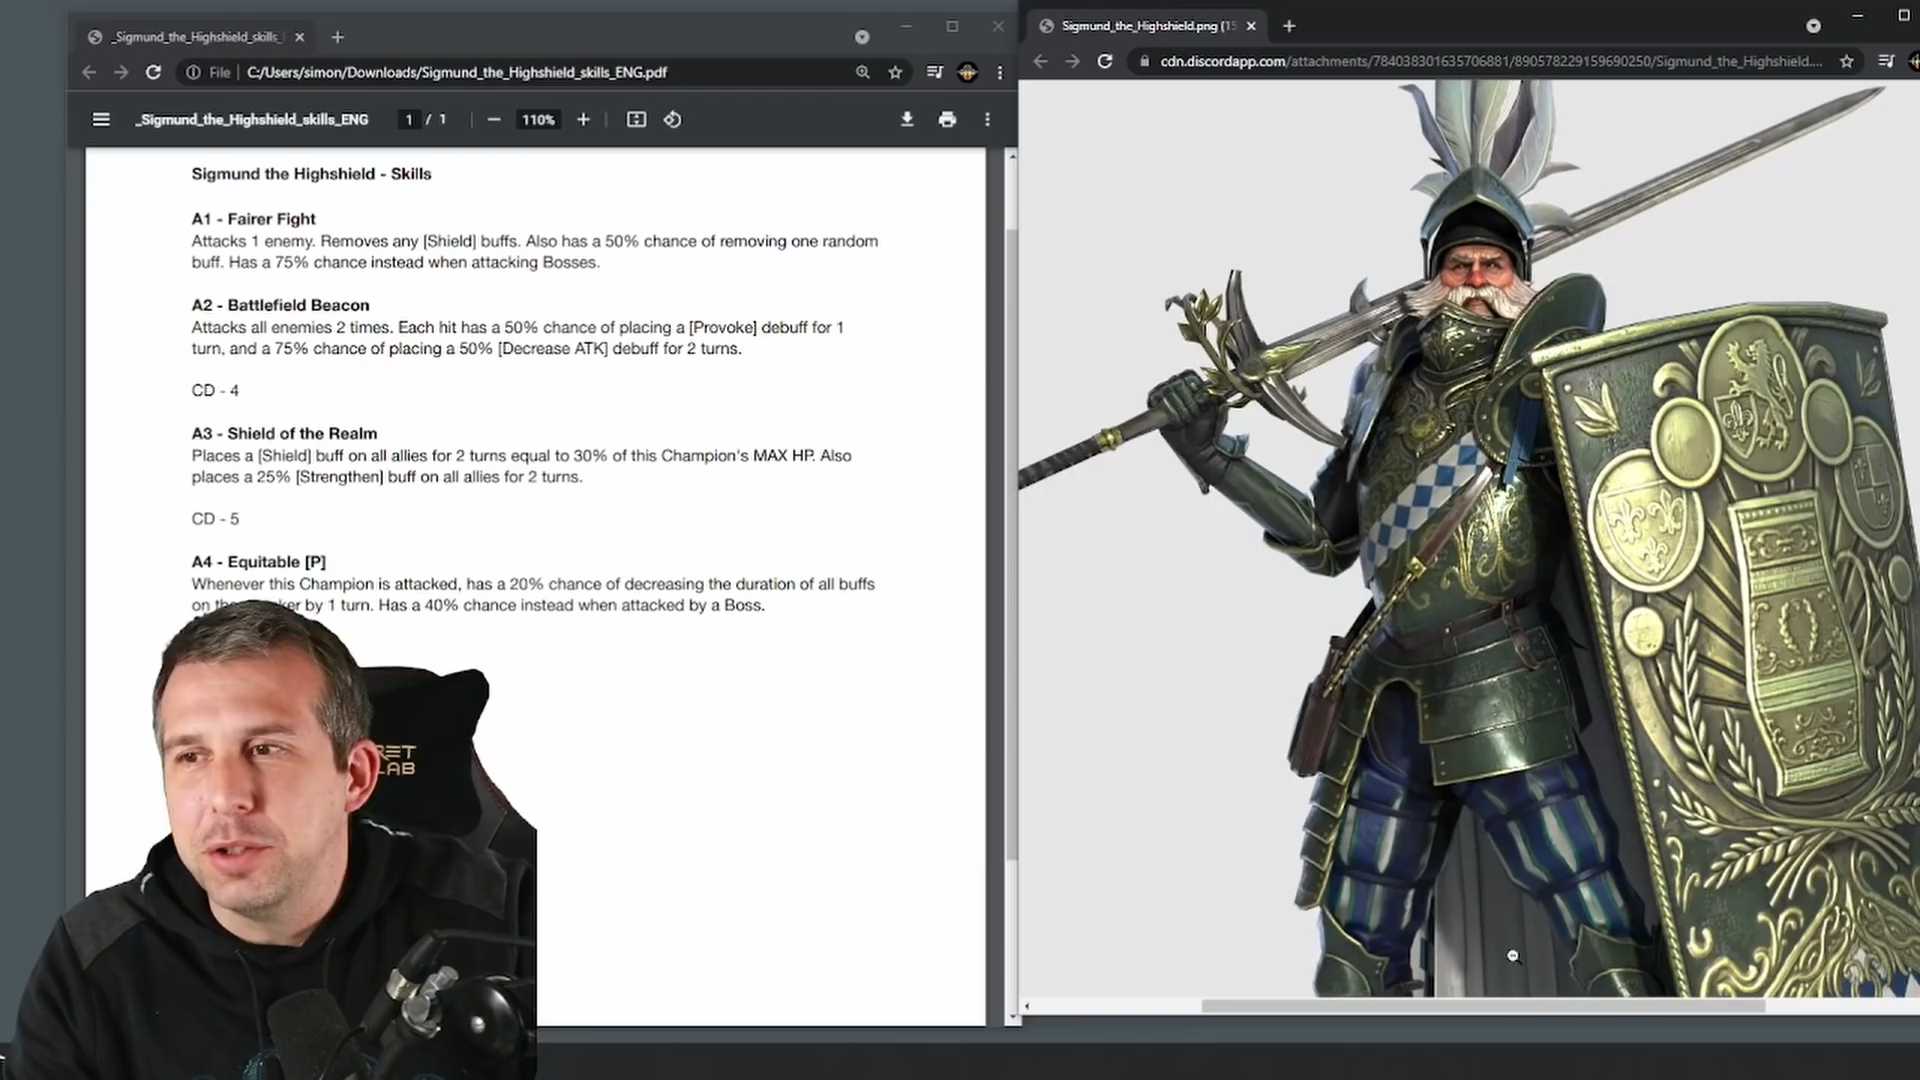 _Sigmund_the_Highshield_skills_
File
C:/Users/simon/Downloads/Sigmund_the_Highshield_skills_ENG.pdf
_Sigmund_the_Highshield_skills_ENG
1 / 1
110%
Sigmund the Highshield - Skills
A1 - Fairer Fight
Attacks 1 enemy. Removes any [Shield] buffs. Also has a 50% chance of removing one random
buff. Has a 75% chance instead when attacking Bosses.
A2 - Battlefield Beacon
Attacks all enemies 2 times. Each hit has a 50% chance of placing a [Provoke] debuff for 1
turn, and a 75% chance of placing a 50% [Decrease ATK] debuff for 2 turns.
CD - 4
A3 - Shield of the Realm
Places a [Shield] buff on all allies for 2 turns equal to 30% of this Champion's MAX HP. Also
places a 25% [Strengthen] buff on all allies for 2 turns.
CD - 5
A4 - Equitable [P]
Whenever this Champion is attacked, has a 20% chance of decreasing the duration of all buffs
on by 1 turn. Has a 40% chance instead when attacked by a Boss.
RET
LAB
Sigmund_the_Highshield.png (15
cdn.discordapp.com/attachments/784038301635706881/890578229159690250/Sigmund_the_Highshield....